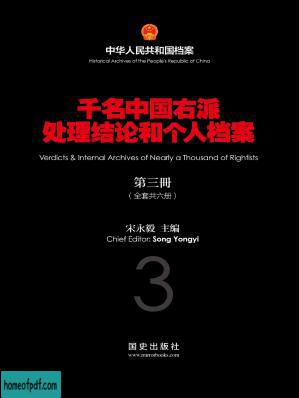 中华人民共和国档案
Historical Archives of the People's Republic of China
千名中国右派
处理结论和个人档案
Verdicts & Internal Archives of Nearly a Thousand of Rightists
第三冊
（全套共六册）
宋永毅 主编
Chief Editor: Song Yongyi
3
国史出版社
www.mirrorbooks.com
homeofpdf.com